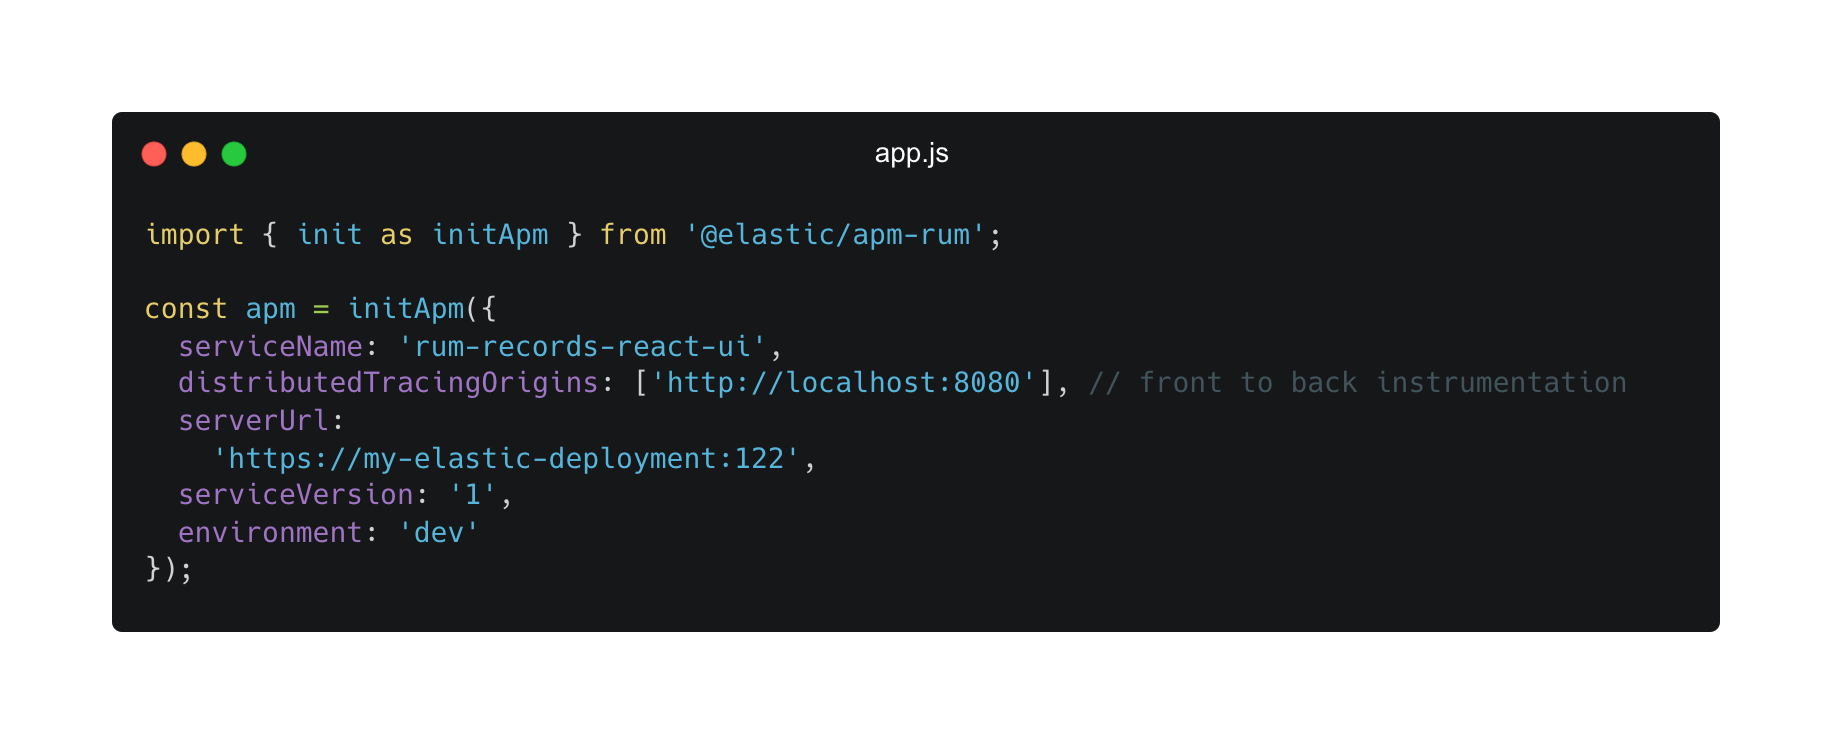 app.js
import { init as initApm } from '@elastic/apm-rum';
const apm = initApm({
  serviceName: 'rum-records-react-ui',
  distributedTracingOrigins: ['http://localhost:8080'], // front to back instrumentation
  serverUrl:
    'https://my-elastic-deployment:122',
  serviceVersion: '1',
  environment: 'dev'
});